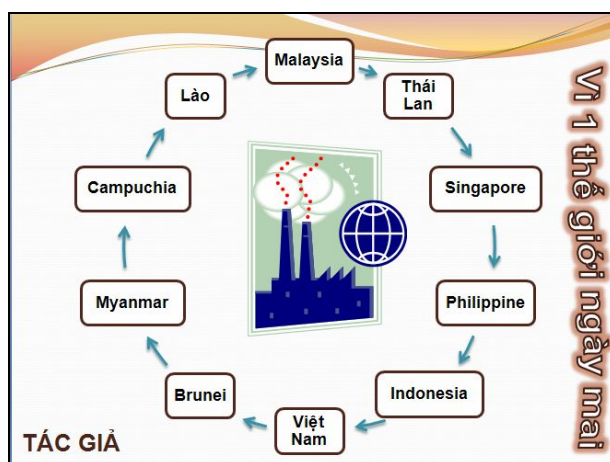 Malaysia
Thái
Lan
Singapore
Philippine
Indonesia
Việt
Nam
Brunei
Myanmar
Campuchia
Lào
Vì 1 thế giới ngày mai
TÁC GIẢ